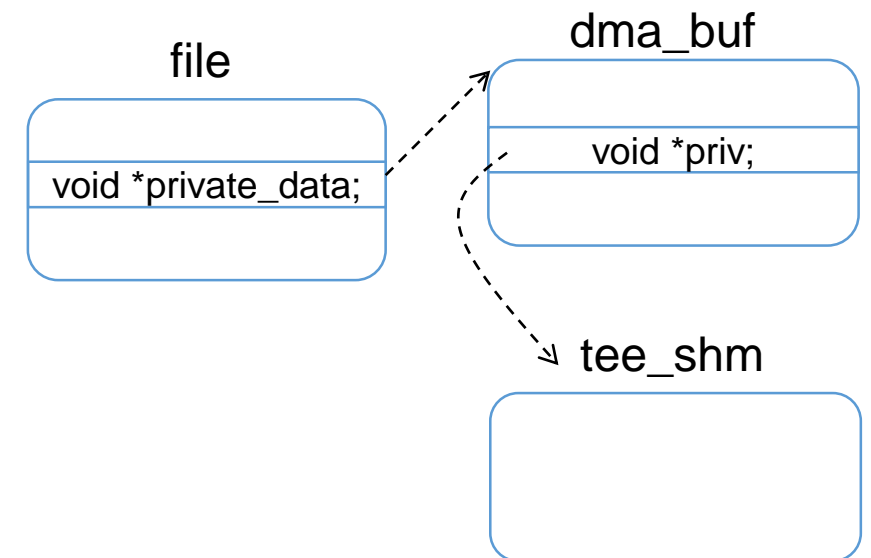 file
void *private_data;
dma_buf
void *priv;
tee_shm